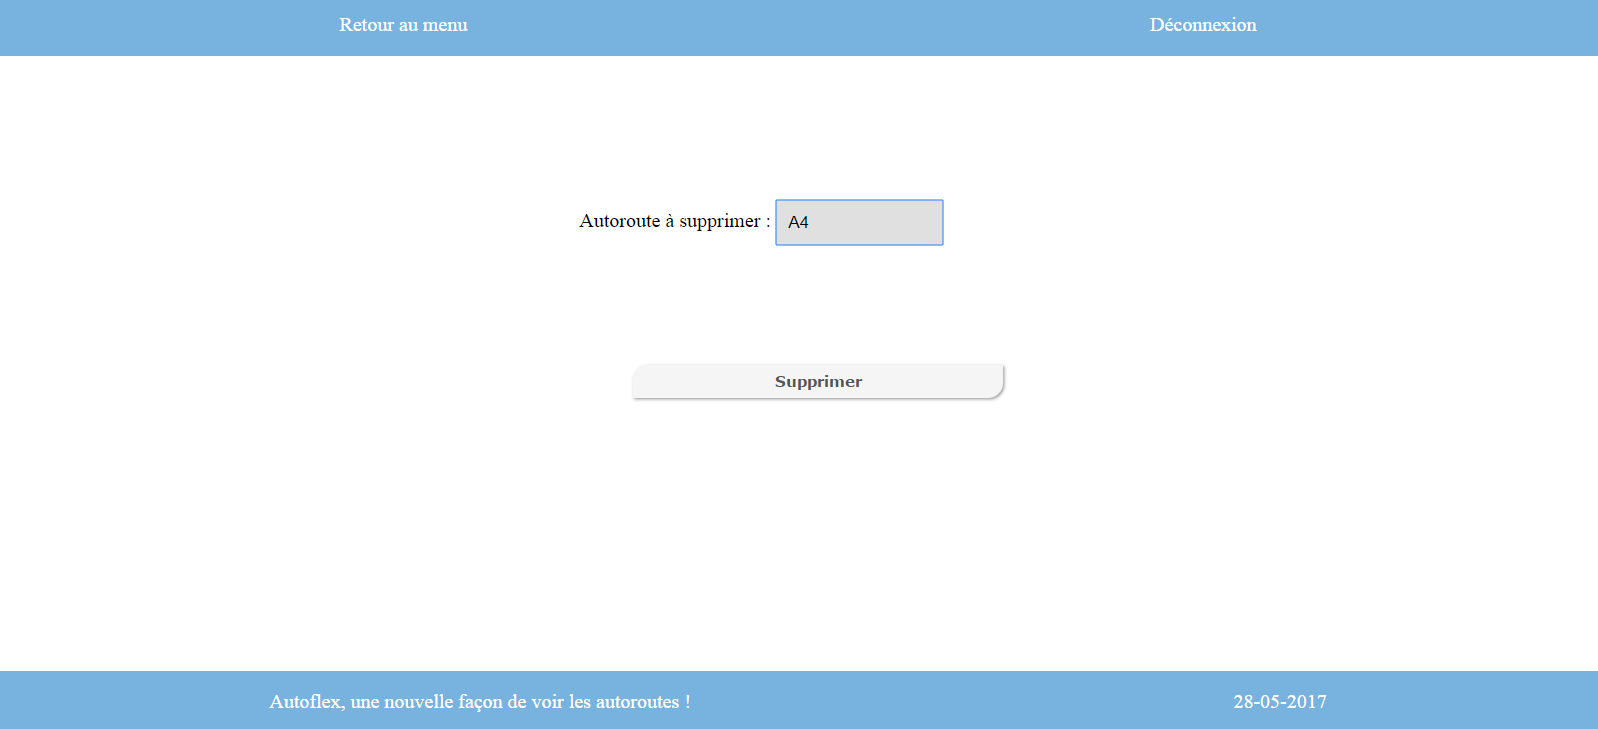 Retour au menu Déconnexion
Autoroute à supprimer : A4
Supprimer
Autoflex, une nouvelle façon de voir les autoroutes ! 28-05-2017